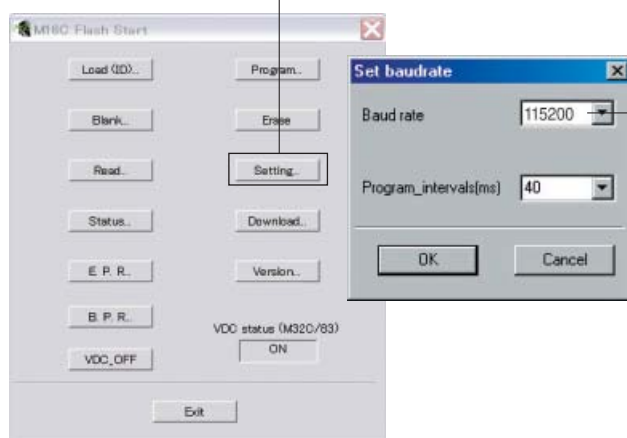 M16C Flash Start
Load (ID)...
Program...
Blank...
Erase
Read...
Setting...
Status...
Download...
E. P. R...
Version...
B. P. R...
VDC status (M32C/83)
VDC_OFF
ON
Exit
Set baudrate
Baud rate
115200
Program_intervals(ms)
40
OK
Cancel